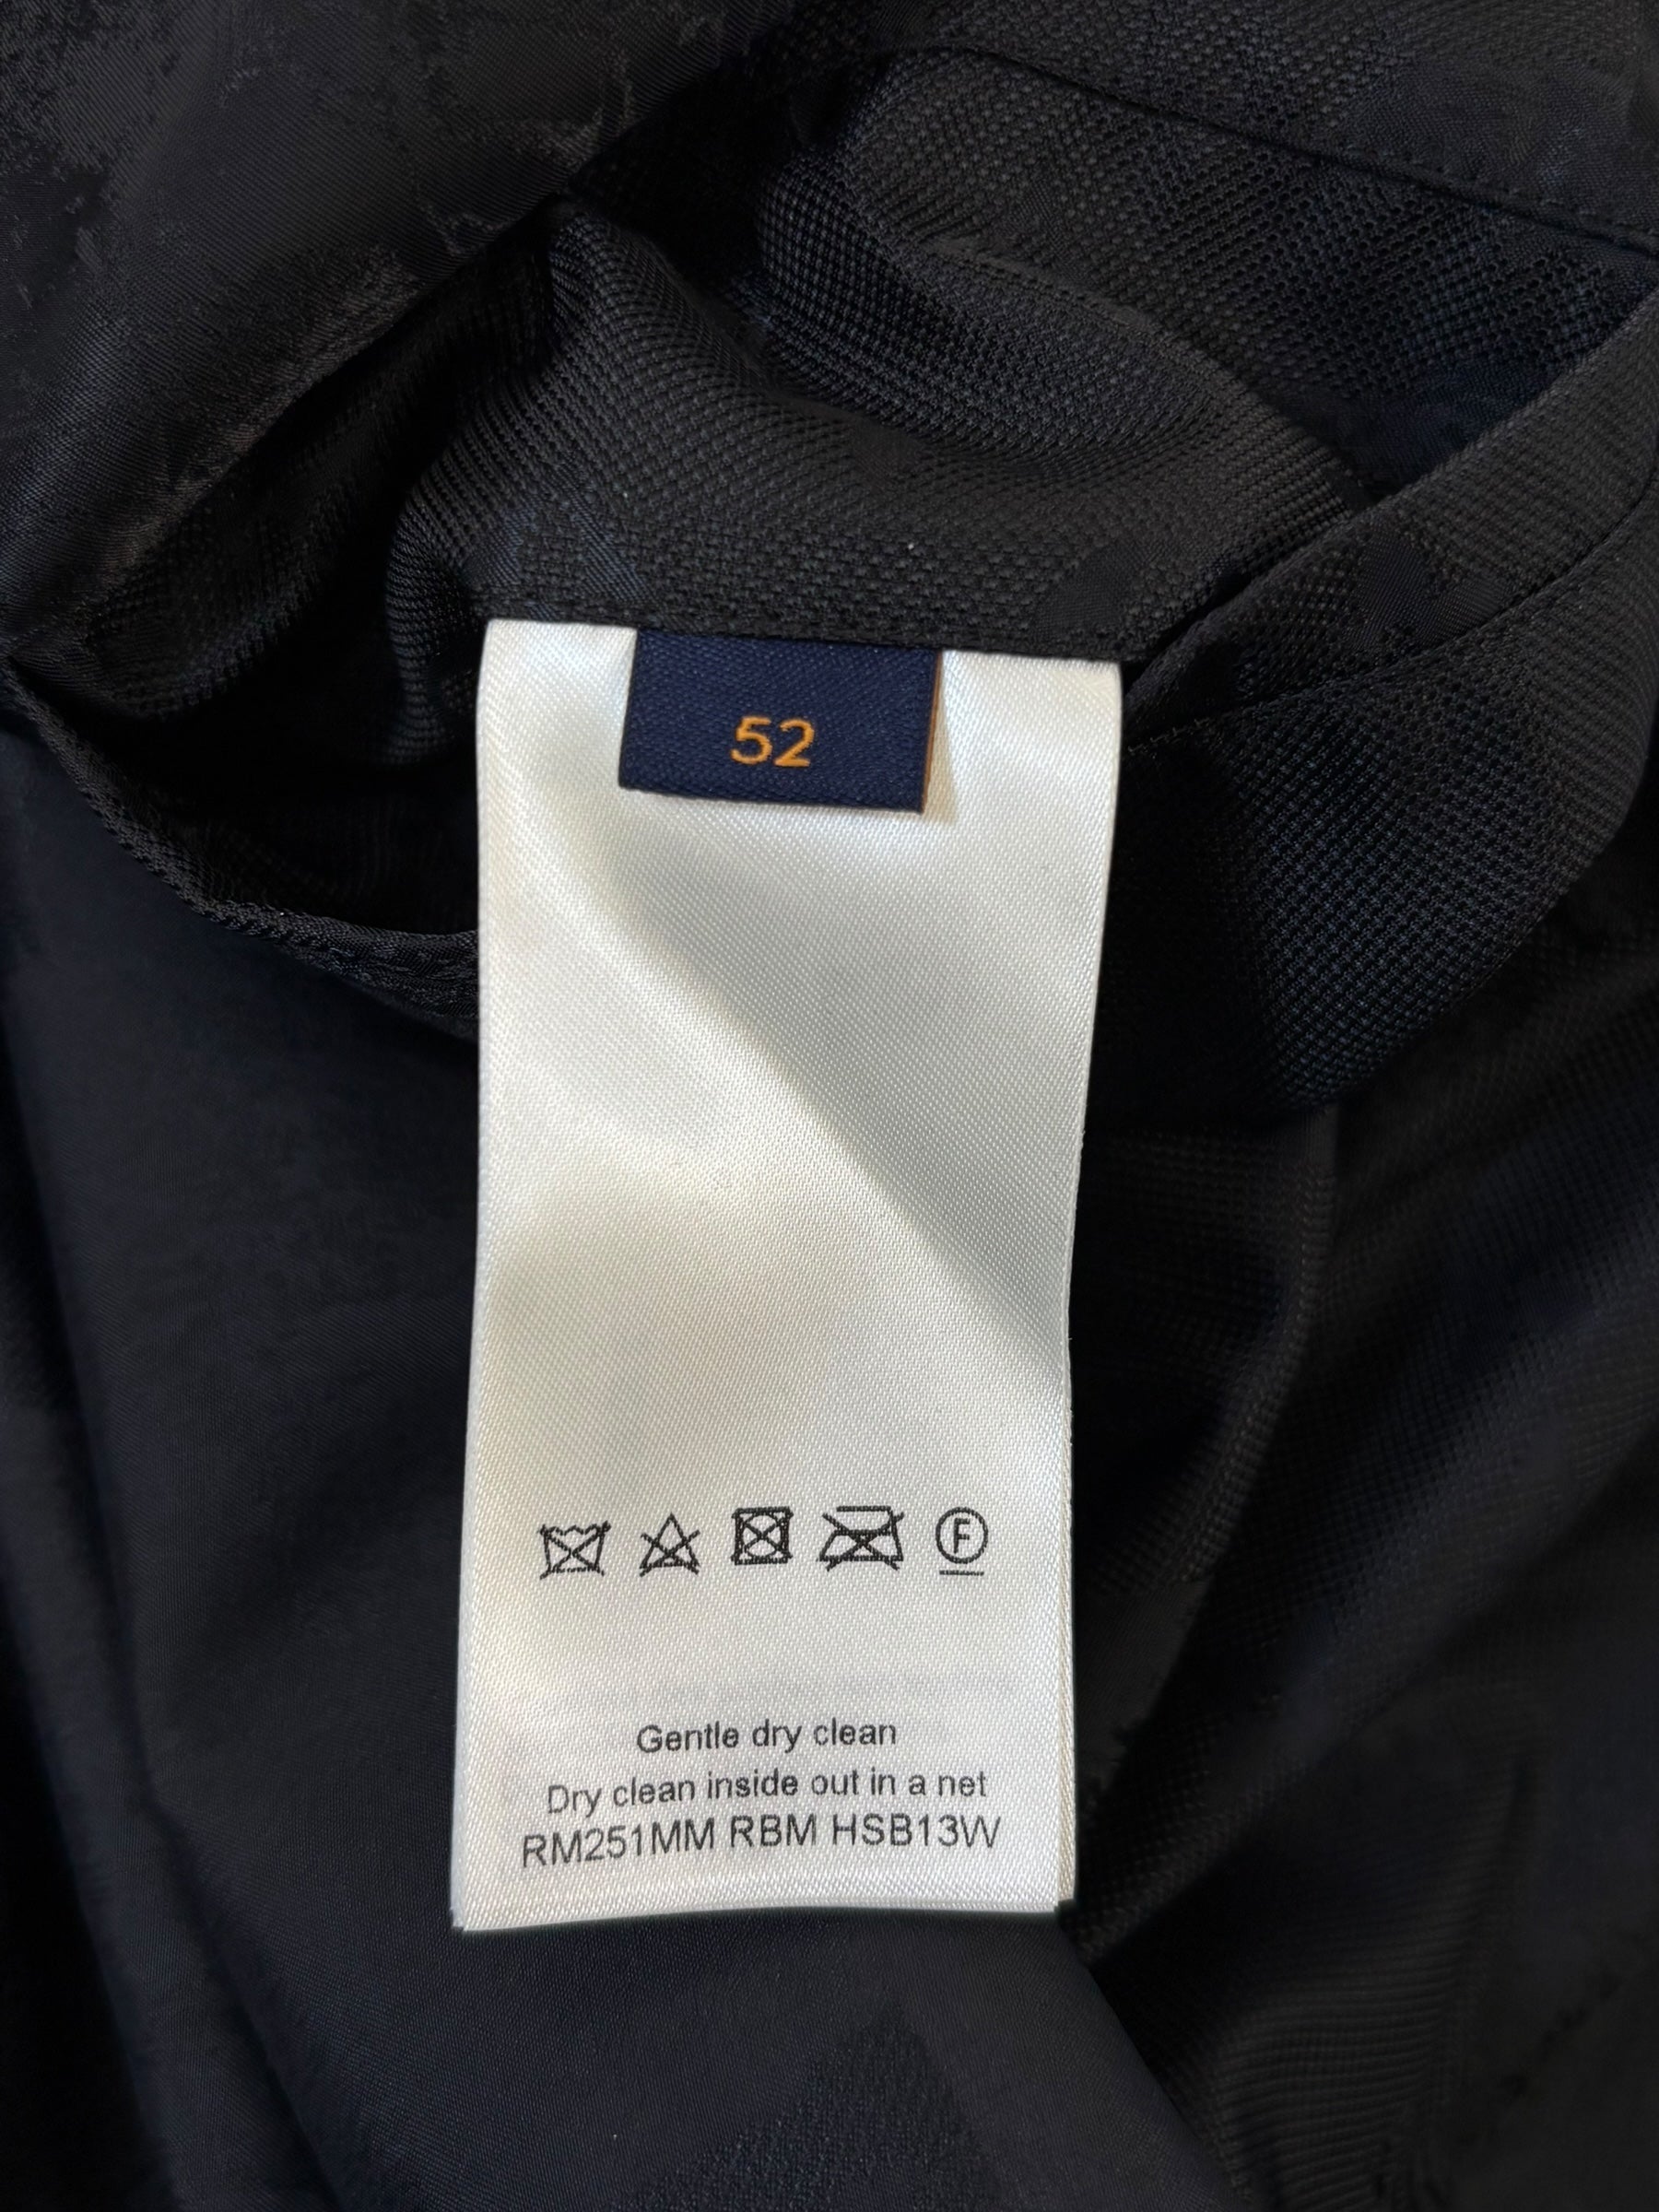 52
F
Gentle dry clean
Dry clean inside out in a net
RM251MM RBM HSB13W